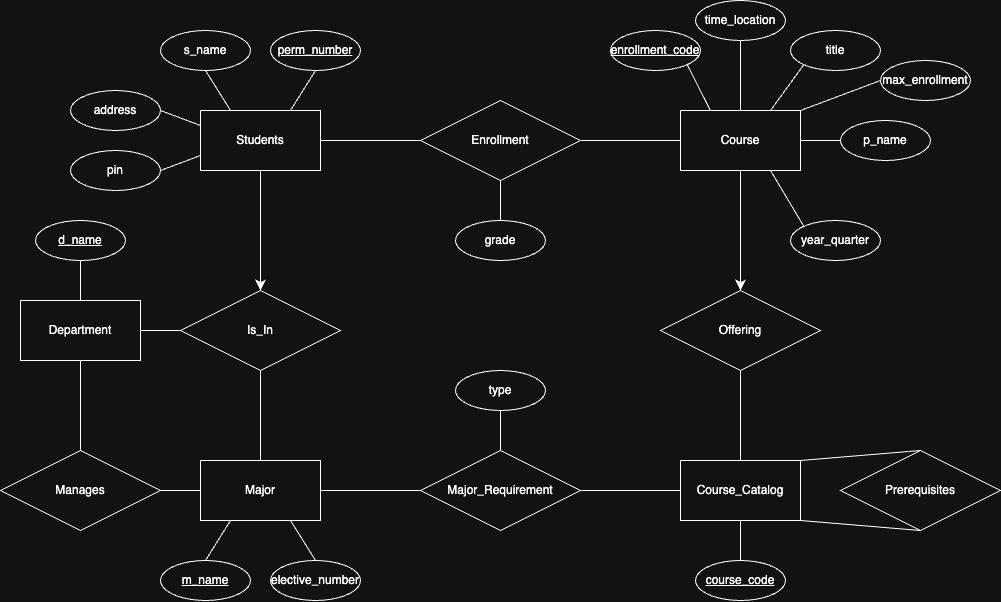 time_location
s_name
perm_number
enrollment_code
title
max_enrollment
address
Students
Enrollment
Course
p_name
pin
d_name
grade
year_quarter
Department
Is_In
Offering
type
Manages
Major
Major_Requirement
Course_Catalog
Prerequisites
m_name
elective_number
course_code